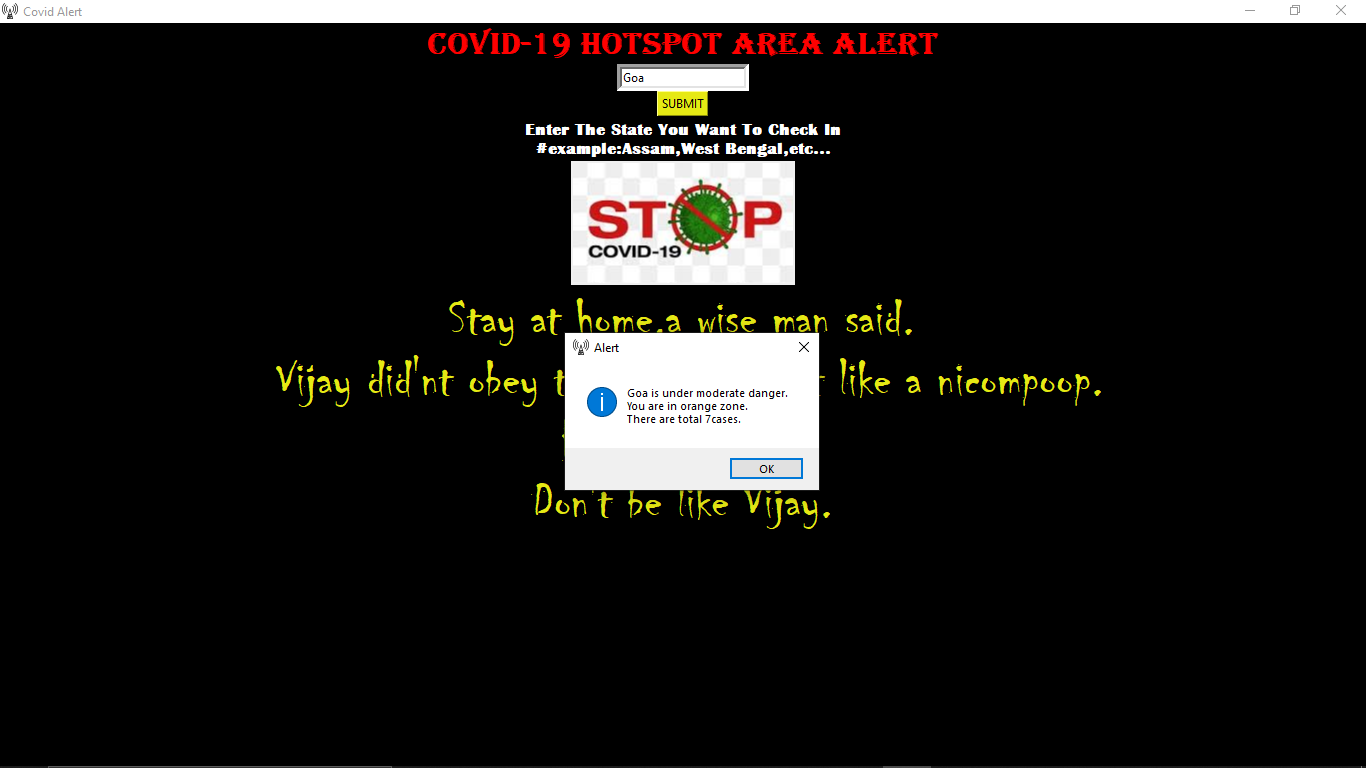 Covid Alert
COVID-19 HOTSPOT AREA ALERT
Goa
SUBMIT
Enter The State You Want To Check In
#example:Assam,West Bengal,etc...
STOP
COVID-19
Stay at home.a wise man said.
Vijay did'nt obey like a nicompoop.
Alert
Goa is under moderate danger.
You are in orange zone.
There are total 7cases.
OK
Don't be like Vijay.